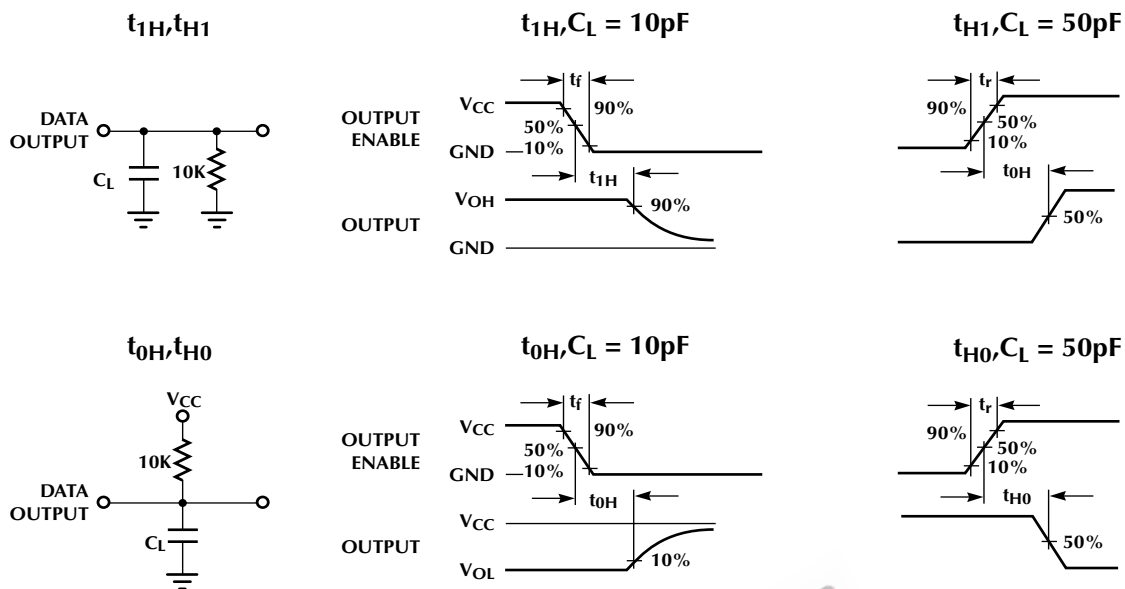 t1H,tH1
DATA
OUTPUT
CL
10K
t1H,CL = 10pF
tf
VCC
90%
OUTPUT
ENABLE
50%
10%
GND
t1H
VOH
90%
OUTPUT
GND
tH1,CL = 50pF
tr
90%
50%
10%
t0H
50%
t0H,tH0
VCC
10K
DATA
OUTPUT
CL
t0H,CL = 10pF
tf
VCC
90%
OUTPUT
ENABLE
50%
10%
GND
t0H
VCC
OUTPUT
10%
VOL
tH0,CL = 50pF
tr
90%
50%
10%
tH0
50%